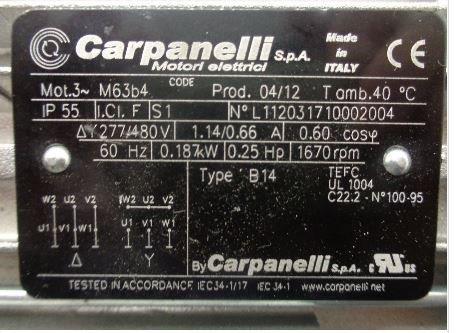 Carpanelli S.p.A.
Motori elettrici
Made in ITALY
CE
CODE
Mot.3~ M63b4 Prod. 04/12 T amb.40 °C
IP 55 I.Cl. F S1 N° L112031710002004
ΔY 277/480V 1.14/0.66 A 0.60 cosφ
60 Hz 0.187kW 0.25 Hp 1670 rpm
Type B14 TEFC
UL 1004
C22.2 - N°100-95
W2 U2 V2 W2 U2 V2
U1 V1 W1 U1 V1 W1
Δ Y
By Carpanelli S.p.A. c RU us
TESTED IN ACCORDANCE IEC34-1/17 IEC 34-1 www.carpanelli.net